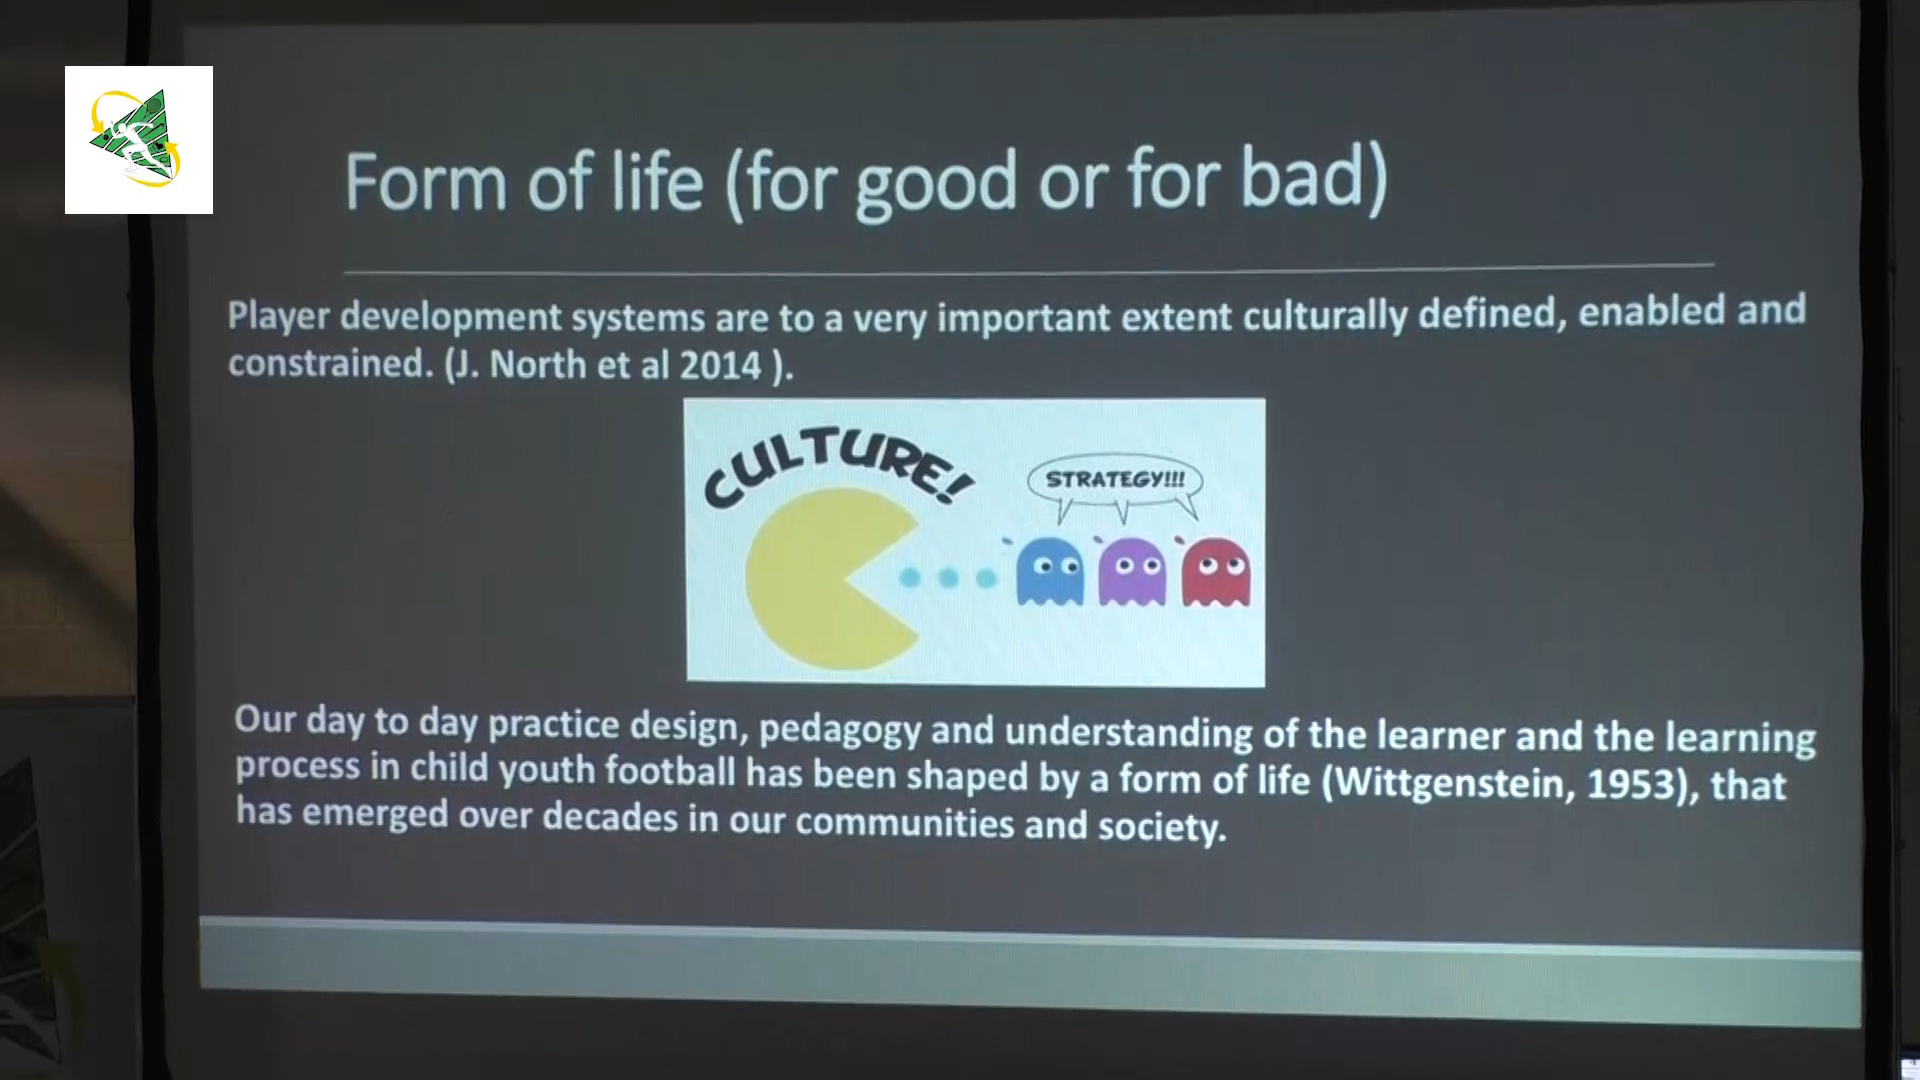 Form of life (for good or for bad)
Player development systems are to a very important extent culturally defined, enabled and
constrained. (J. North et al 2014 ).
CULTURE!
STRATEGY!!!
Our day to day practice design, pedagogy and understanding of the learner and the learning
process in child youth football has been shaped by a form of life (Wittgenstein, 1953), that
has emerged over decades in our communities and society.